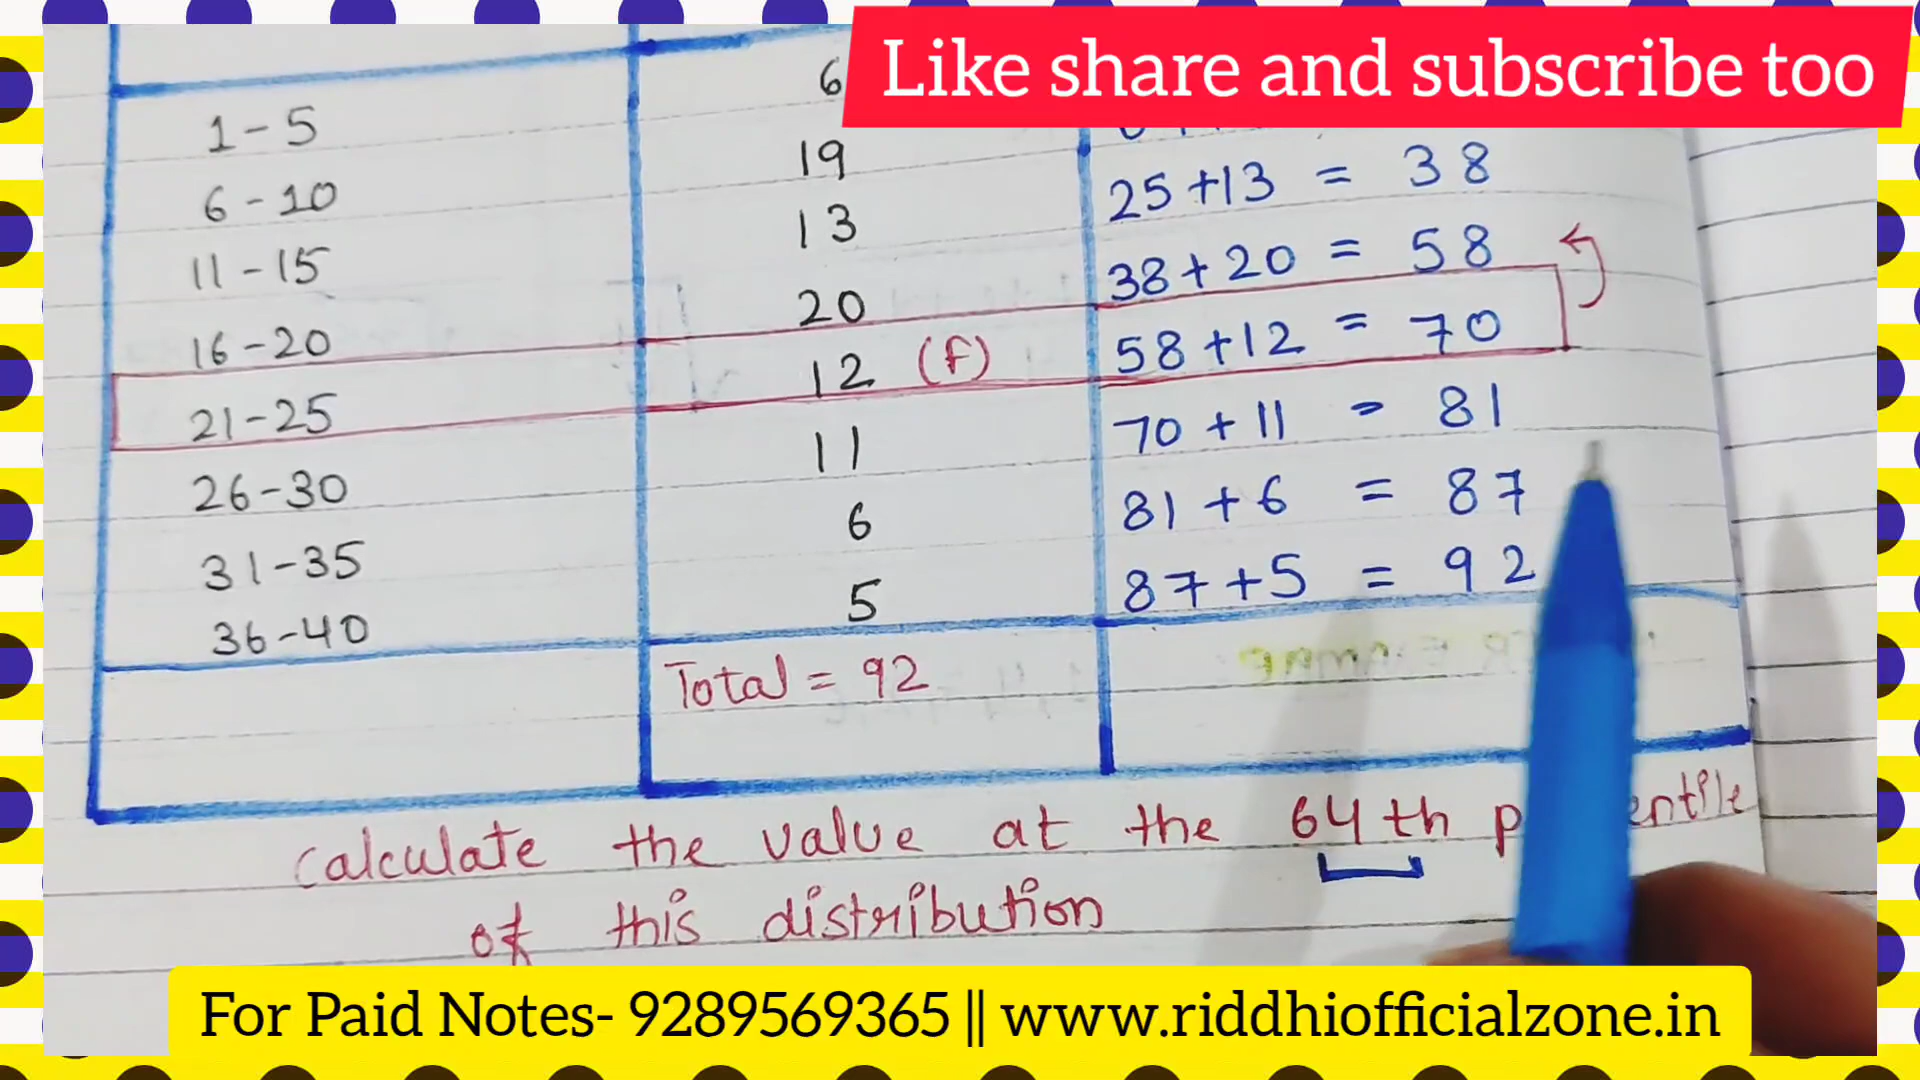 Like share and subscribe too
1-5 6
6-10 19
11-15 13 25+13 = 38
16-20 20 38+20 = 58
21-25 12 (F) 58+12 = 70
26-30 11 70+11 = 81
31-35 6 81+6 = 87
36-40 5 87+5 = 92
Total = 92
Calculate the value at the 64th
of this distribution
For Paid Notes- 9289569365 || www.riddhiofficialzone.in